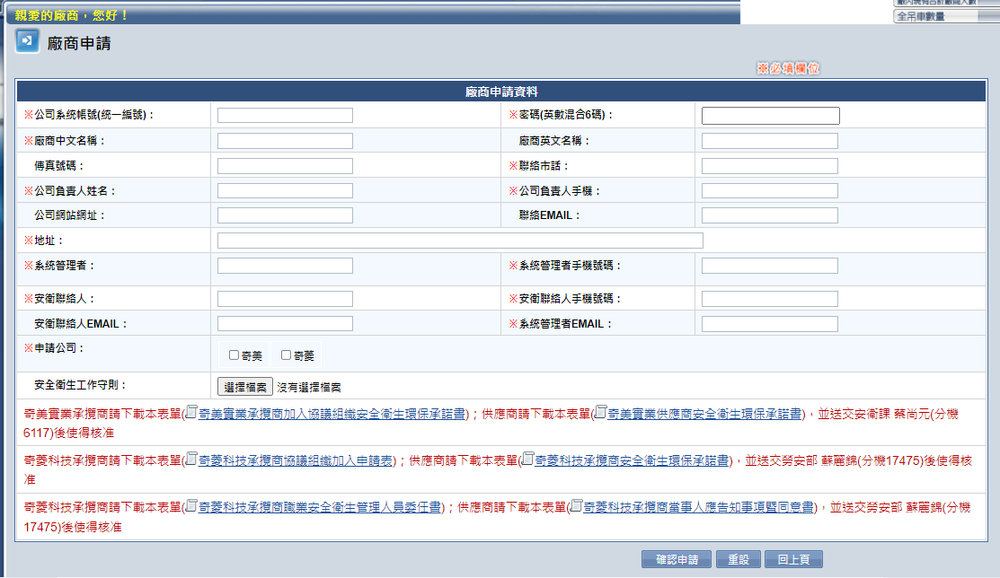 親愛的廠商，您好！
全吊車數量
廠商申請
※必填欄位
廠商申請資料
※公司系統帳號(統一編號)：
※密碼(英數混合6碼)：
※廠商中文名稱：
廠商英文名稱：
傳真號碼：
※聯絡市話：
※公司負責人姓名：
※公司負責人手機：
公司網站網址：
聯絡EMAIL：
※地址：
※系統管理者：
※系統管理者手機號碼：
※安衛聯絡人：
※安衛聯絡人手機號碼：
安衛聯絡人EMAIL：
※系統管理者EMAIL：
※申請公司：
奇美 奇菱
安全衛生工作守則：
選擇檔案 沒有選擇檔案
奇美實業承攬商請下載本表單(奇美實業承攬商加入協議組織安全衛生環保承諾書)；供應商請下載本表單(奇美實業供應商安全衛生環保承諾書)，並送交安衛課 蔡尚元(分機
6117)後使得核准
奇菱科技承攬商請下載本表單(奇菱科技承攬商協議組織加入申請表)；供應商請下載本表單(奇菱科技承攬商安全衛生環保承諾書)，並送交勞安部 蘇麗錦(分機17475)後使得核
准
奇菱科技承攬商請下載本表單(奇菱科技承攬商職業安全衛生管理人員委任書)；供應商請下載本表單(奇菱科技承攬商當事人應告知事項暨同意書)，並送交勞安部 蘇麗錦(分機
17475)後使得核准
確認申請 重設 回上頁